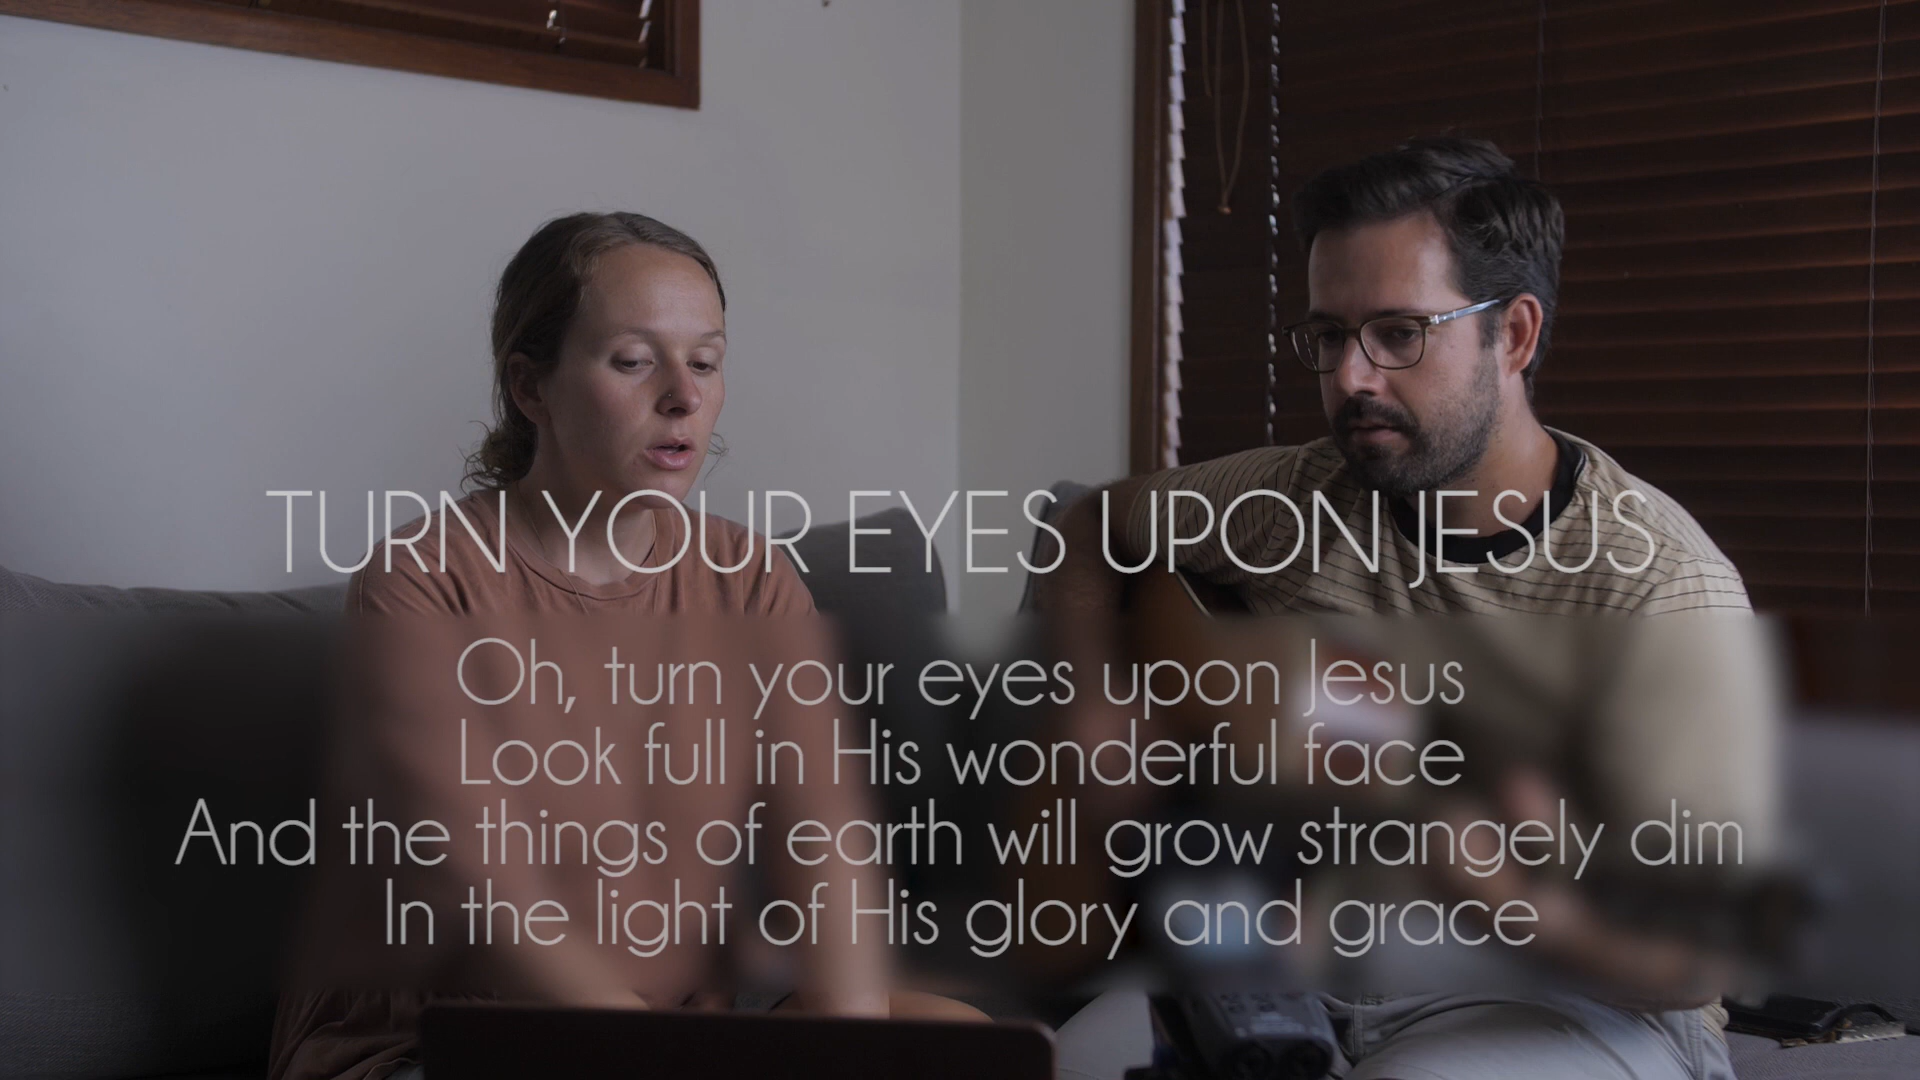 TURN YOUR EYES UPON JESUS
Oh, turn your eyes upon Jesus
Look full in His wonderful face
And the things of earth will grow strangely dim
In the light of His glory and grace